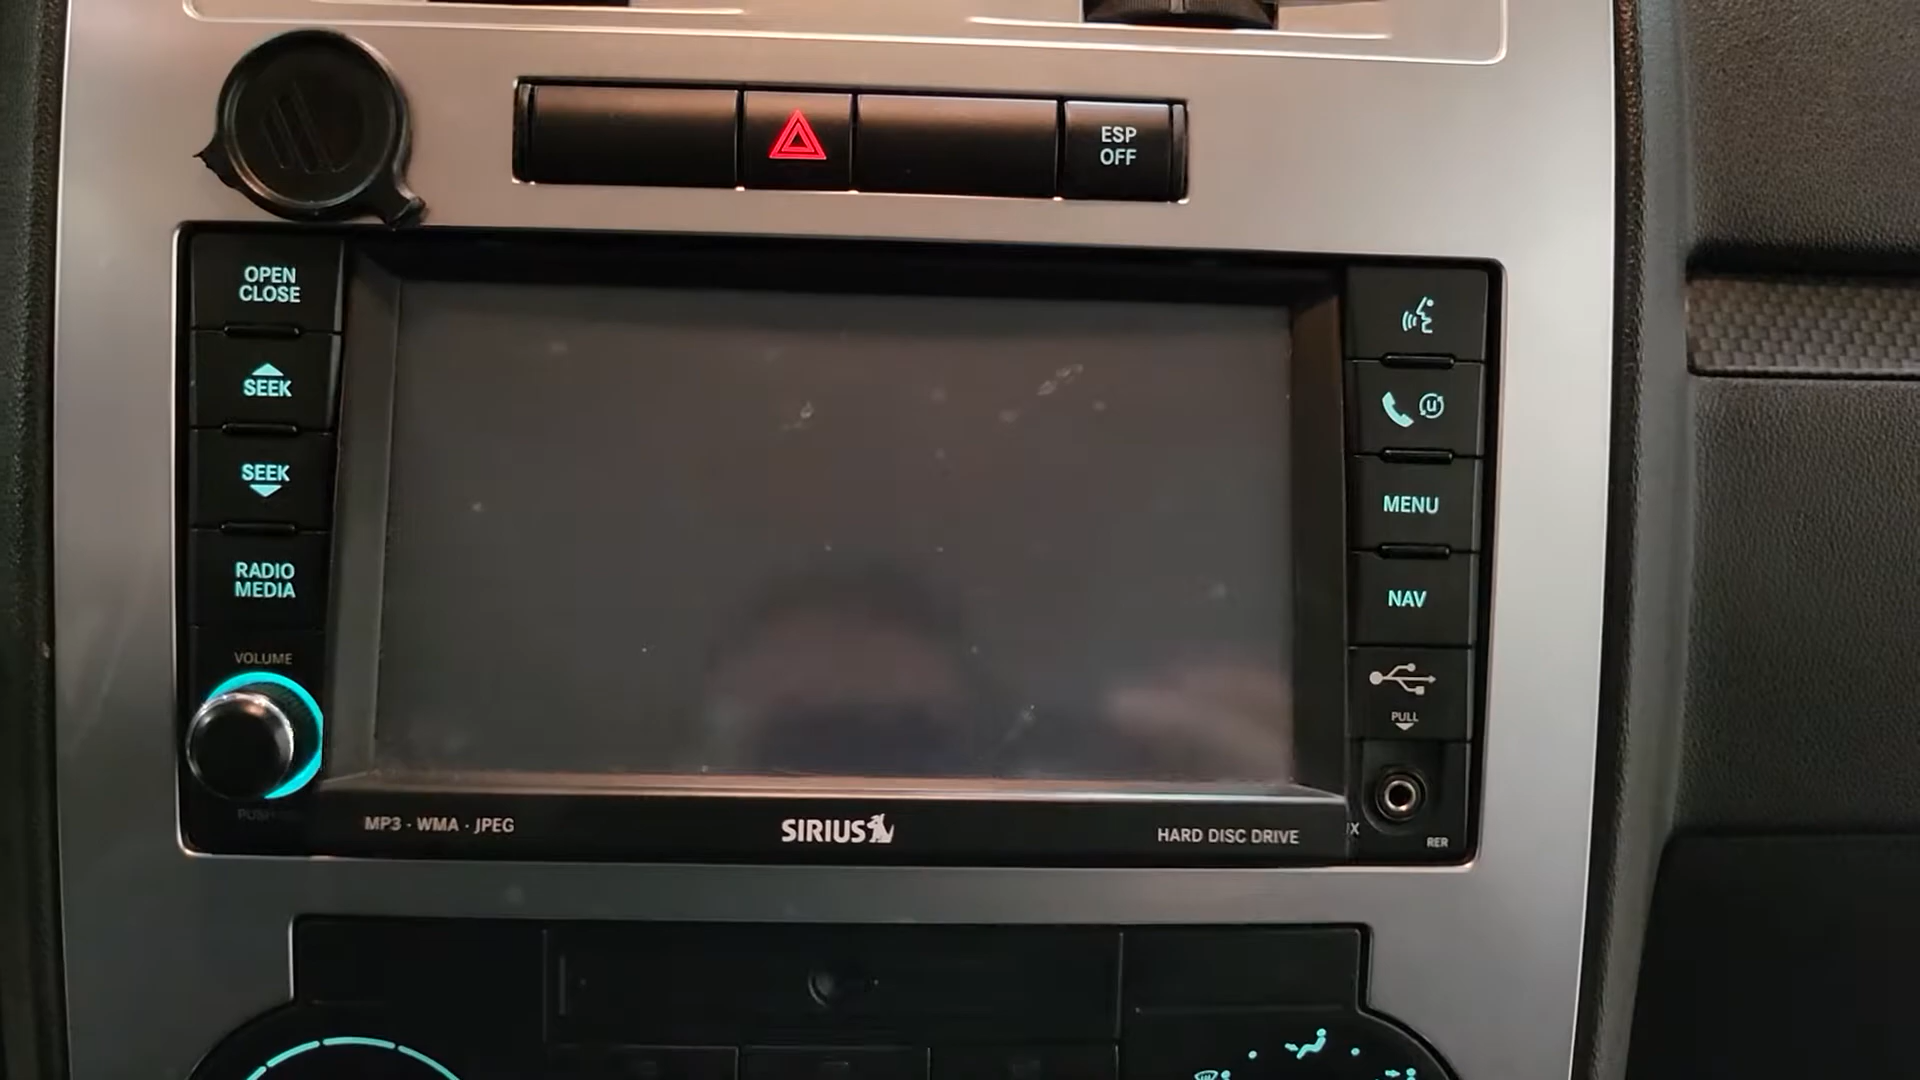 ESP
OFF
OPEN
CLOSE
SEEK
SEEK
RADIO
MEDIA
VOLUME
MENU
NAV
PULL
MP3 · WMA · JPEG
SIRIUS
HARD DISC DRIVE
RER